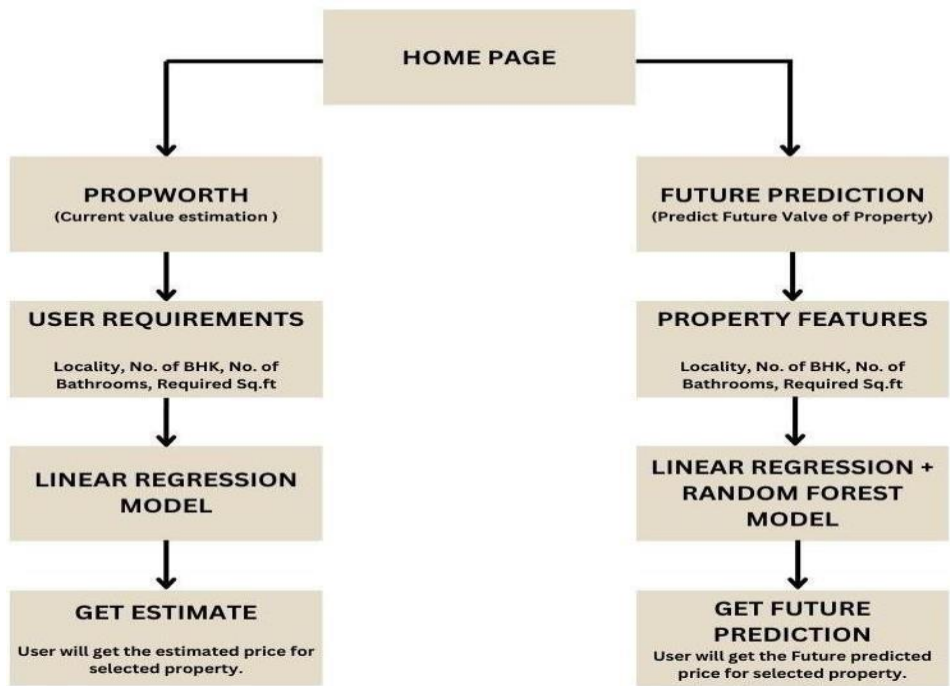 HOME PAGE
PROPWORTH
(Current value estimation )
USER REQUIREMENTS
Locality, No. of BHK, No. of
Bathrooms, Required Sq.ft
LINEAR REGRESSION
MODEL
GET ESTIMATE
User will get the estimated price for
selected property.
FUTURE PREDICTION
(Predict Future Valve of Property)
PROPERTY FEATURES
Locality, No. of BHK, No. of
Bathrooms, Required Sq.ft
LINEAR REGRESSION +
RANDOM FOREST
MODEL
GET FUTURE
PREDICTION
User will get the Future predicted
price for selected property.